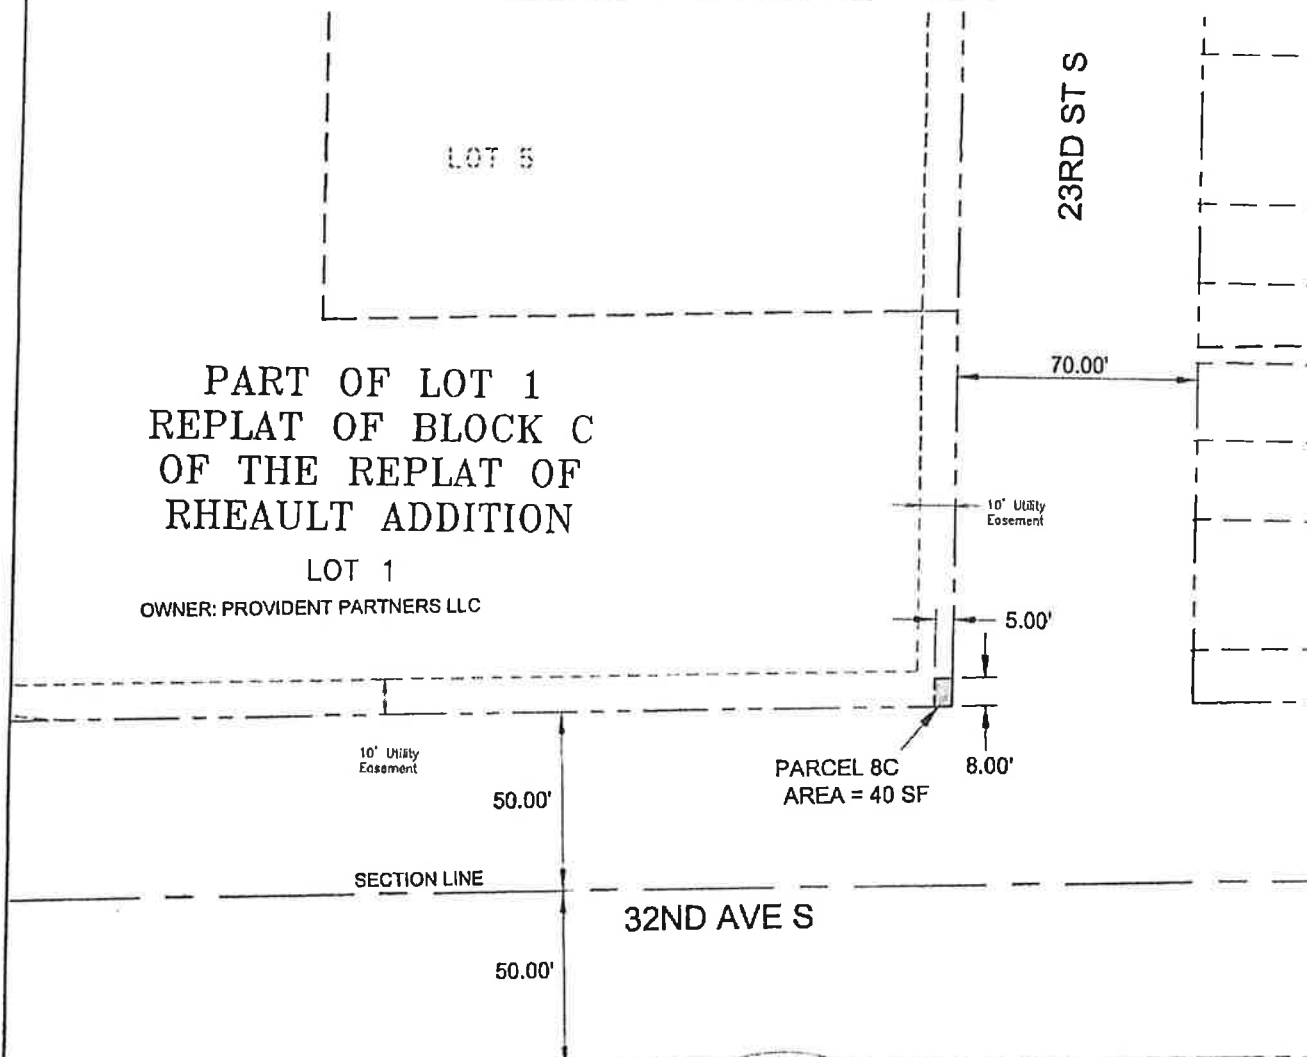 23RD ST S
LOT 5
70.00'
PART OF LOT 1
REPLAT OF BLOCK C
OF THE REPLAT OF
RHEAULT ADDITION
LOT 1
OWNER: PROVIDENT PARTNERS LLC
10' Utility
Easement
5.00'
10' Utility
Easement
PARCEL 8C
AREA = 40 SF
8.00'
50.00'
SECTION LINE
32ND AVE S
50.00'